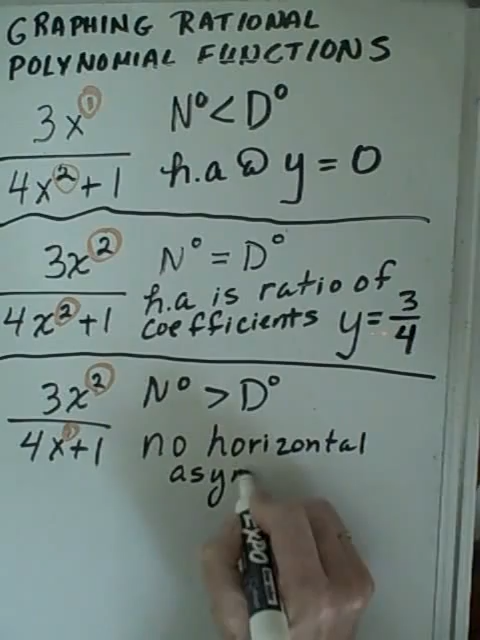 GRAPHING RATIONAL
POLYNOMIAL FUNCTIONS
3x¹ N° < D°
4x²+1 h.a @ y = 0
3x² N° = D°
4x²+1 h.a is ratio of
coefficients y = 3/4
3x² N° > D°
4x¹+1 no horizontal
asym
EXPO